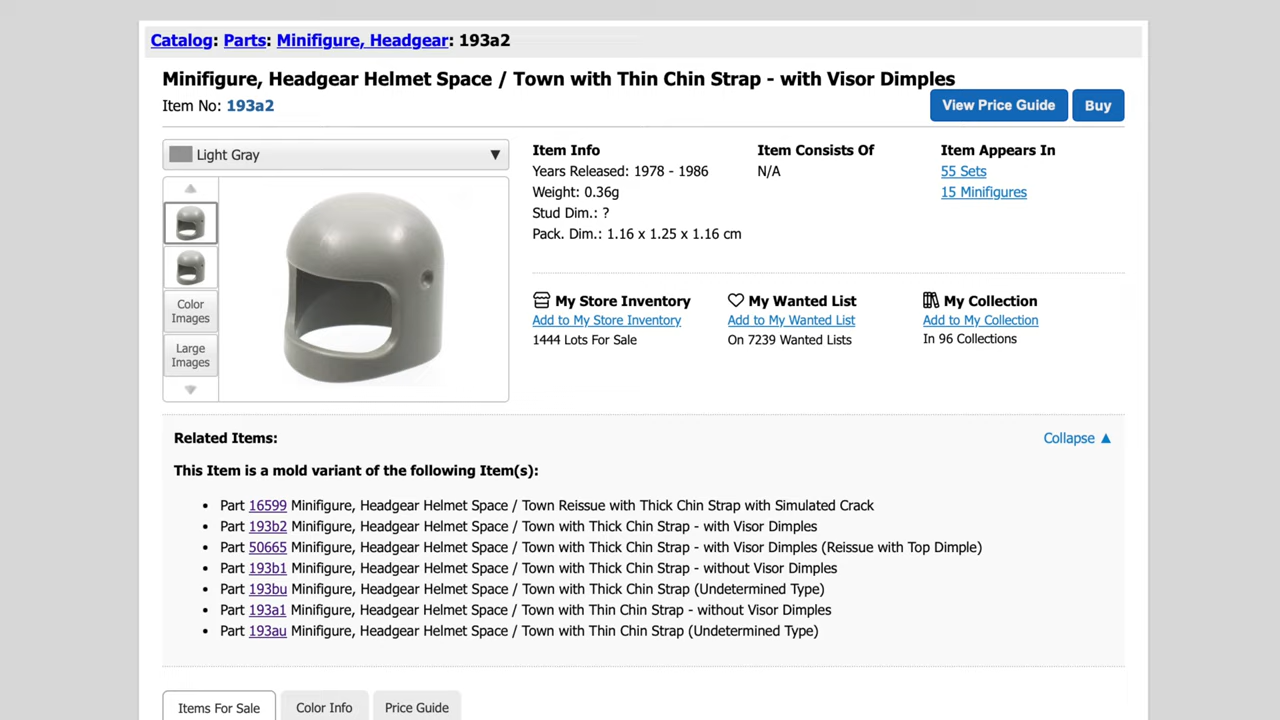 Catalog: Parts: Minifigure, Headgear: 193a2
Minifigure, Headgear Helmet Space / Town with Thin Chin Strap - with Visor Dimples
Item No: 193a2
View Price Guide
Buy
Light Gray ▼
Color
Images
Large
Images
Item Info
Years Released: 1978 - 1986
Weight: 0.36g
Stud Dim.: ?
Pack. Dim.: 1.16 x 1.25 x 1.16 cm
Item Consists Of
N/A
Item Appears In
55 Sets
15 Minifigures
My Store Inventory
Add to My Store Inventory
1444 Lots For Sale
My Wanted List
Add to My Wanted List
On 7239 Wanted Lists
My Collection
Add to My Collection
In 96 Collections
Related Items:
Collapse ▲
This Item is a mold variant of the following Item(s):
• Part 16599 Minifigure, Headgear Helmet Space / Town Reissue with Thick Chin Strap with Simulated Crack
• Part 193b2 Minifigure, Headgear Helmet Space / Town with Thick Chin Strap - with Visor Dimples
• Part 50665 Minifigure, Headgear Helmet Space / Town with Thick Chin Strap - with Visor Dimples (Reissue with Top Dimple)
• Part 193b1 Minifigure, Headgear Helmet Space / Town with Thick Chin Strap - without Visor Dimples
• Part 193bu Minifigure, Headgear Helmet Space / Town with Thick Chin Strap (Undetermined Type)
• Part 193a1 Minifigure, Headgear Helmet Space / Town with Thin Chin Strap - without Visor Dimples
• Part 193au Minifigure, Headgear Helmet Space / Town with Thin Chin Strap (Undetermined Type)
Items For Sale
Color Info
Price Guide